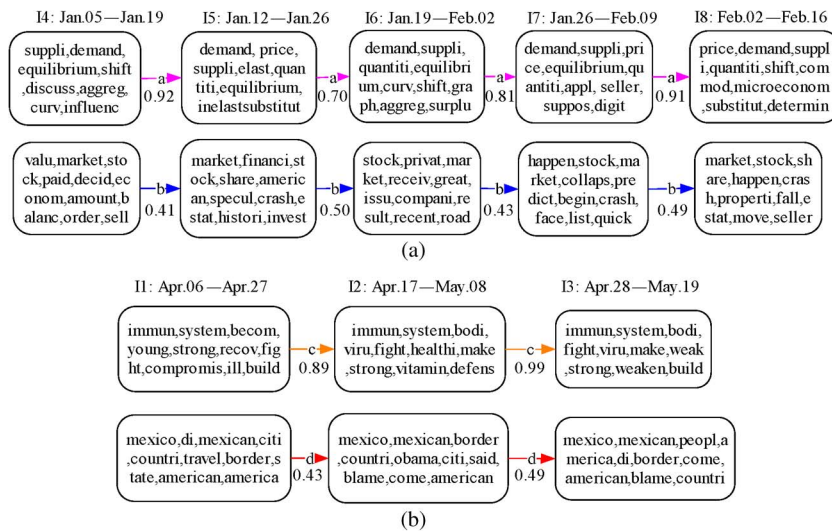 I4: Jan.05—Jan.19
I5: Jan.12—Jan.26
I6: Jan.19—Feb.02
I7: Jan.26—Feb.09
I8: Feb.02—Feb.16
suppli,demand,
equilibrium,shift
,discuss,aggreg,
curv,influenc
a
0.92
demand, price,
suppli,elast,quan
titi,equilibrium,
inelastsubstitut
a
0.70
demand,suppli,
quantiti,equilibri
um,curv,shift,gra
ph,aggreg,surplu
a
0.81
demand,suppli,pri
ce,equilibrium,qu
antiti,appl, seller,
suppos,digit
a
0.91
price,demand,suppl
i,quantiti,shift,com
mod,microeconom
,substitut,determin
valu,market,sto
ck,paid,decid,ec
onom,amount,b
alanc,order,sell
b
0.41
market,financi,st
ock,share,americ
an,specul,crash,e
stat,histori,invest
b
0.50
stock,privat,mar
ket,receiv,great,
issu,compani,re
sult,recent,road
b
0.43
happen,stock,ma
rket,collaps,pre
dict,begin,crash,
face,list,quick
b
0.49
market,stock,sh
are,happen,cras
h,properti,fall,e
stat,move,seller
(a)
I1: Apr.06—Apr.27
I2: Apr.17—May.08
I3: Apr.28—May.19
immun,system,becom,
young,strong,recov,fig
ht,compromis,ill,build
c
0.89
immun,system,bodi,
viru,fight,healthi,make
,strong,vitamin,defens
c
0.99
immun,system,bodi,
fight,viru,make,weak
,strong,weaken,build
mexico,di,mexican,citi
,countri,travel,border,s
tate,american,america
d
0.43
mexico,mexican,border
,countri,obama,citi,said,
blame,come,american
d
0.49
mexico,mexican,peopl,a
merica,di,border,come,
american,blame,countri
(b)